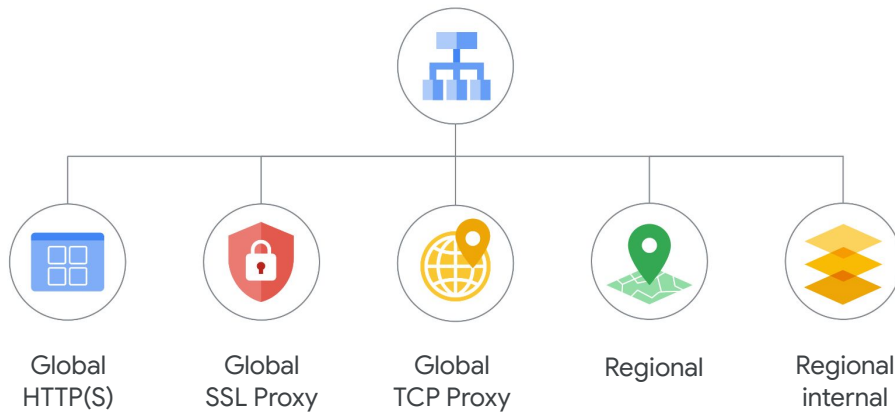 Global
HTTP(S)
Global
SSL Proxy
Global
TCP Proxy
Regional
Regional
internal